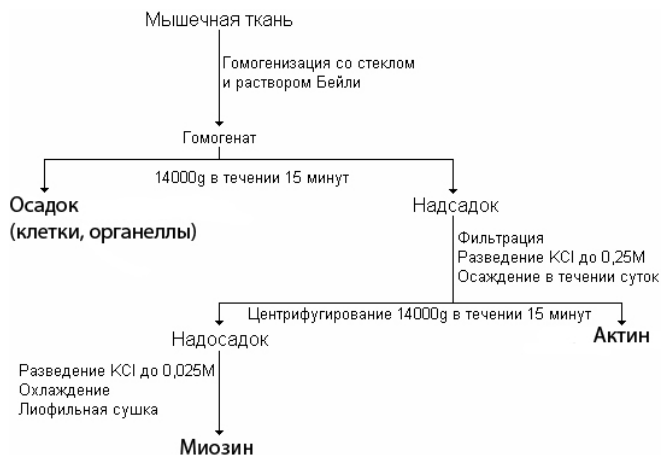 Мышечная ткань
Гомогенизация со стеклом
и раствором Бейли
Гомогенат
14000g в течении 15 минут
Осадок
(клетки, органеллы)
Надсадок
Фильтрация
Разведение KCl до 0,25M
Осаждение в течении суток
Центрифугирование 14000g в течении 15 минут
Надосадок
Актин
Разведение KCl до 0,025M
Охлаждение
Лиофильная сушка
Миозин